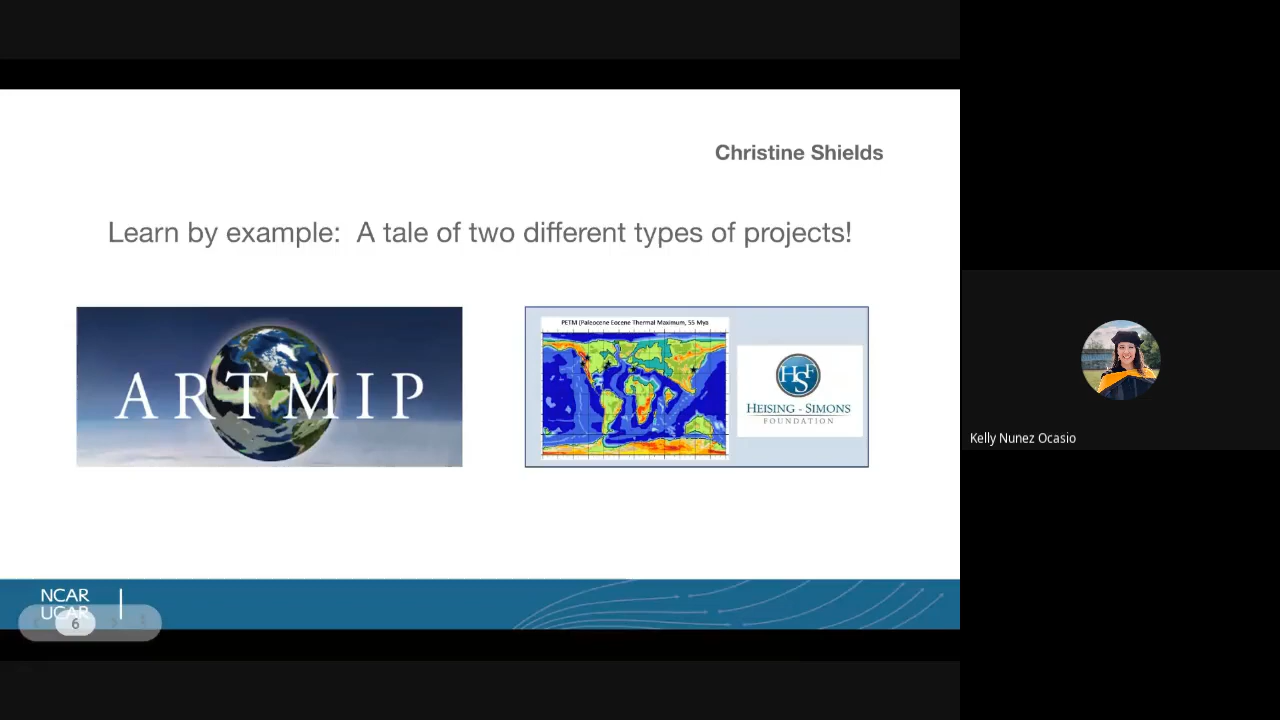 Christine Shields
Learn by example: A tale of two different types of projects!
ARTMIP
PETM (Paleocene Eocene Thermal Maximum, 55 Mya
HSF
HEISING - SIMONS
FOUNDATION
Kelly Nunez Ocasio
NCAR
UCAR
6